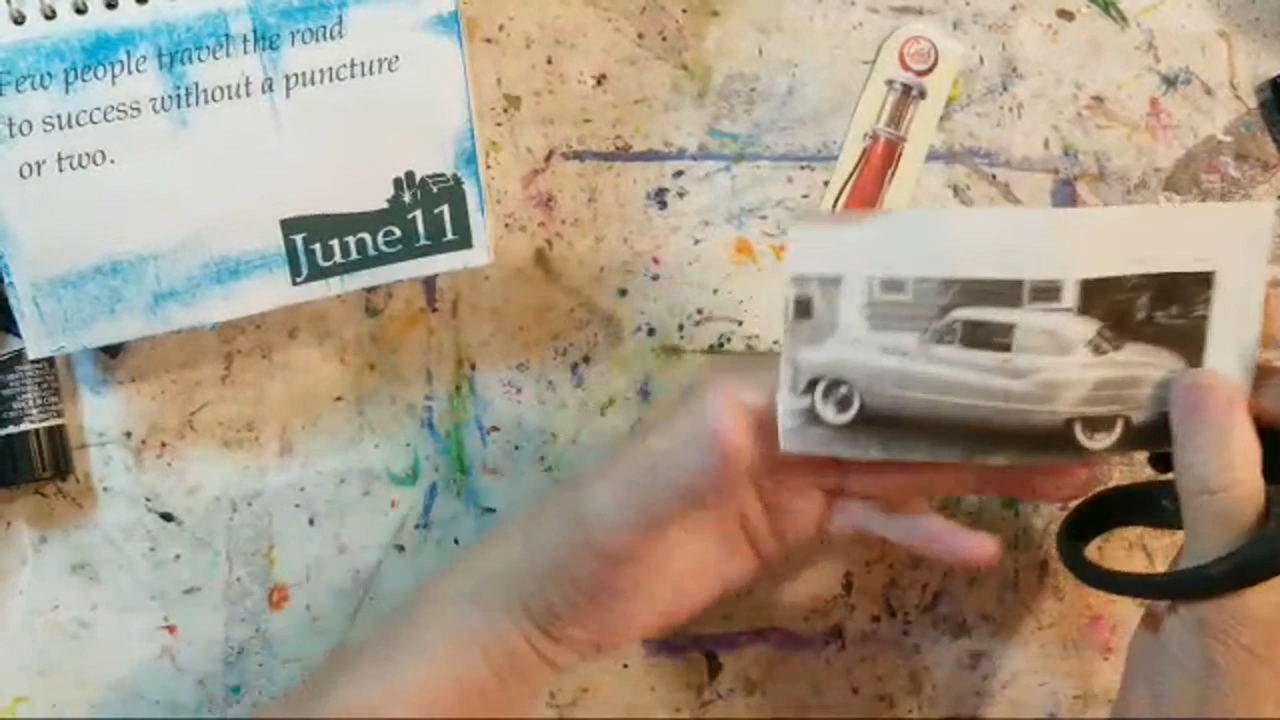 Few people travel the road
to success without a puncture
or two.
June 11